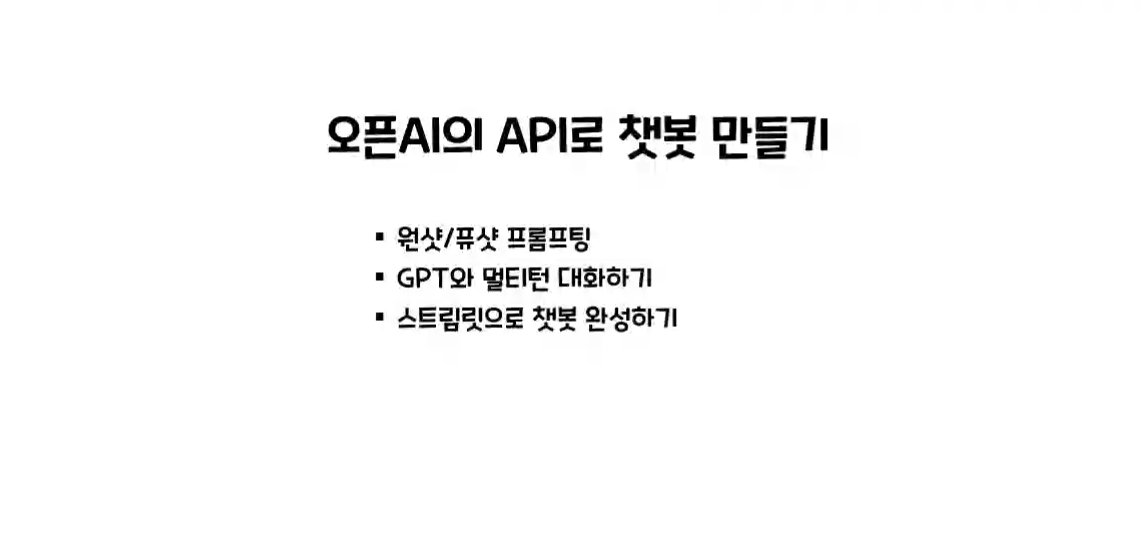 오픈AI의 API로 챗봇 만들기
▪ 원샷/퓨샷 프롬프팅
▪ GPT와 멀티턴 대화하기
▪ 스트림릿으로 챗봇 완성하기